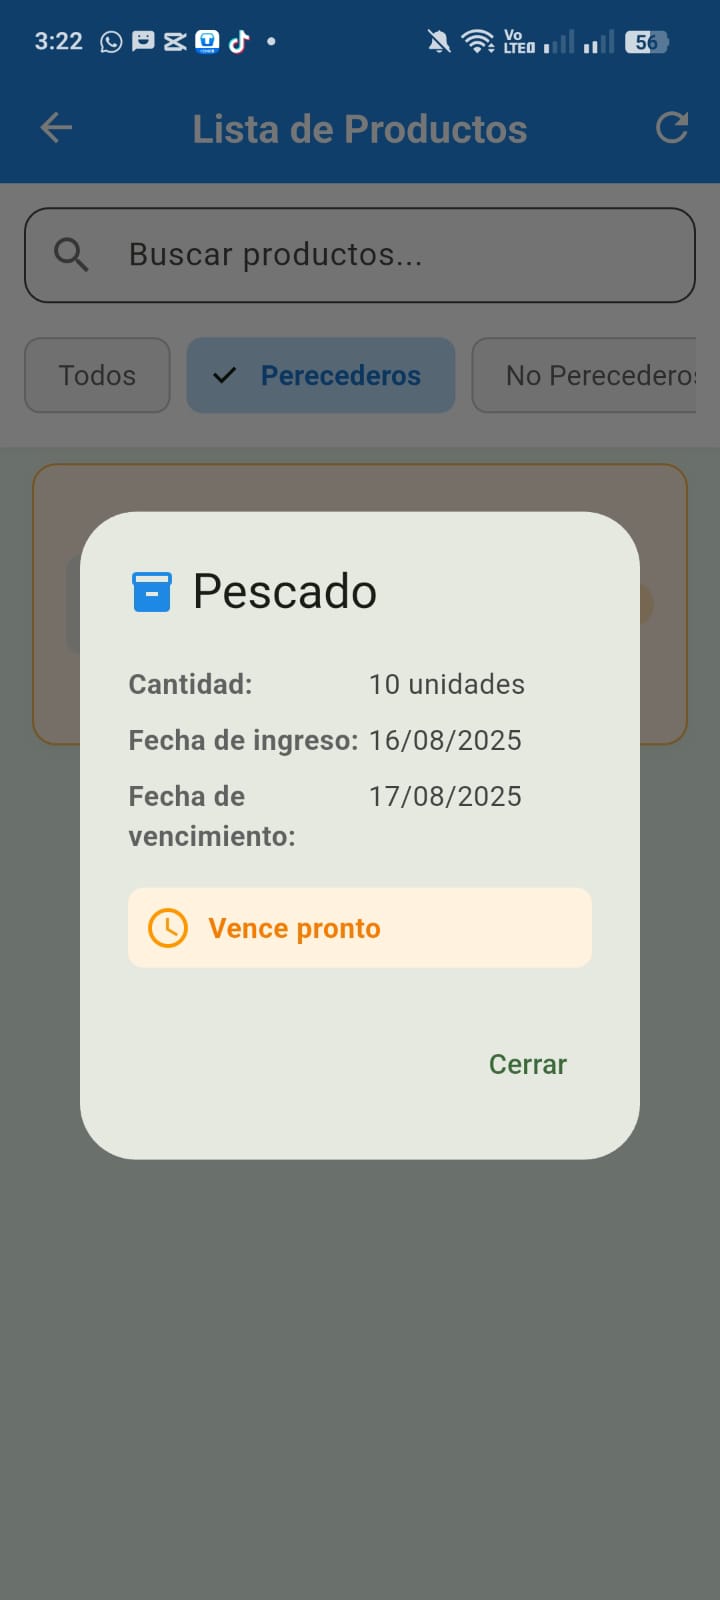 3:22 Vo LTE 56
Lista de Productos
Buscar productos...
Todos Perecederos No Perecederos
Pescado
Cantidad: 10 unidades
Fecha de ingreso: 16/08/2025
Fecha de 17/08/2025
vencimiento:
Vence pronto
Cerrar